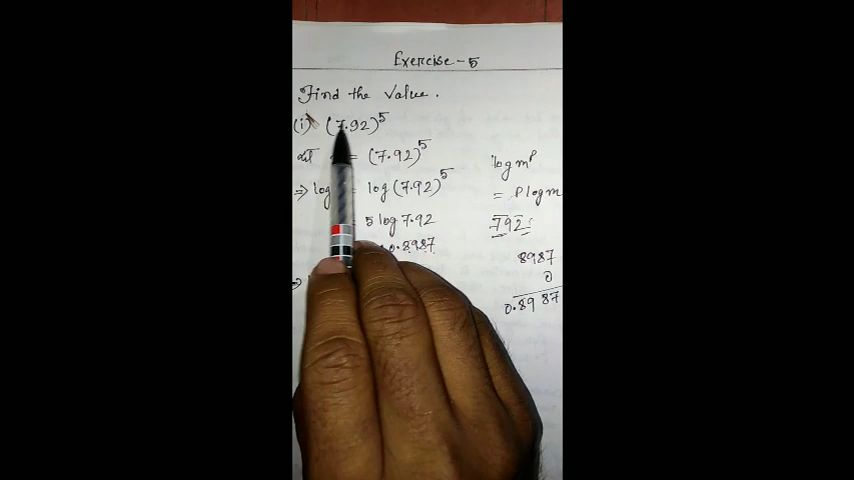 Exercise - 5
Find the Value.
(i) (7.92)⁵
= (7.92)⁵
⇒ log = log (7.92)⁵
= 5 log 7.92
0.8987
log mᴾ
= P log m
792
8987
0
0.8987